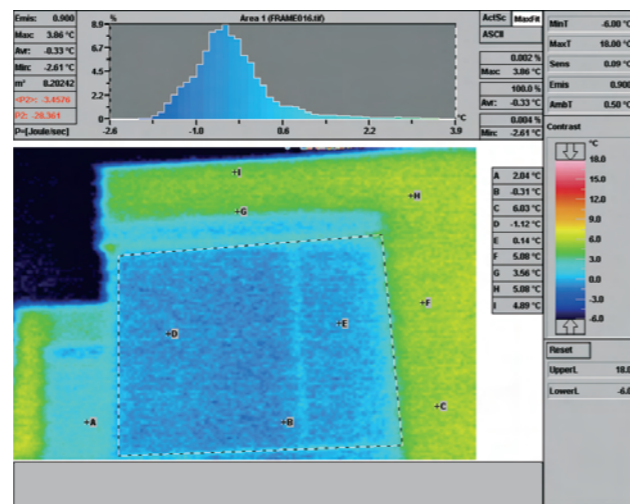 Emis: 0.900
Max: 3.86 °C
Avr: -0.33 °C
Min: -2.61 °C
m² 8.20242
<P2>: -3.4576
P2: -28.361
P=[Joule/sec]
%
Area 1 (FRAME016.tif)
8.9
6.7
4.5
2.2
0
-2.6 -1.0 0.6 2.2 3.9
°C
ActSc MaxFit
ASCII
0.002 %
Max: 3.86 °C
100.0 %
Avr: -0.33 °C
0.004 %
Min: -2.61 °C
MinT -6.00 °C
MaxT 18.00 °C
Sens 0.09 °C
Emis 0.900
AmbT 0.50 °C
Contrast
°C
18.0
15.0
12.0
9.0
6.0
3.0
0.0
-3.0
-6.0
Reset
UpperL 18.0
LowerL -6.0
A 2.04 °C
B -0.31 °C
C 6.03 °C
D -1.12 °C
E 0.14 °C
F 5.08 °C
G 3.56 °C
H 5.08 °C
I 4.89 °C
I
H
G
F
E
D
C
A
B